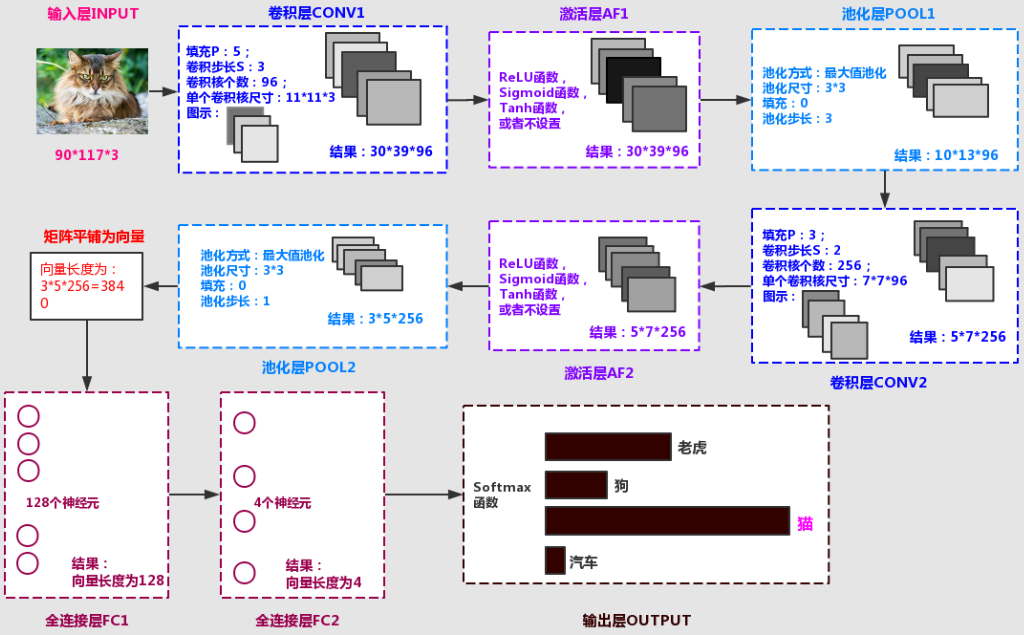 输入层INPUT
90*117*3
卷积层CONV1
填充P：5；
卷积步长S：3
卷积核个数：96；
单个卷积核尺寸：11*11*3
图示：
结果：30*39*96
激活层AF1
ReLU函数，
Sigmoid函数，
Tanh函数，
或者不设置
结果：30*39*96
池化层POOL1
池化方式：最大值池化
池化尺寸：3*3
填充：0
池化步长：3
结果：10*13*96
填充P：3；
卷积步长S：2
卷积核个数：256；
单个卷积核尺寸：7*7*96
图示：
结果：5*7*256
卷积层CONV2
ReLU函数，
Sigmoid函数，
Tanh函数，
或者不设置
结果：5*7*256
激活层AF2
池化方式：最大值池化
池化尺寸：3*3
填充：0
池化步长：1
结果：3*5*256
池化层POOL2
矩阵平铺为向量
向量长度为：
3*5*256=384
0
128个神经元
结果：
向量长度为128
全连接层FC1
4个神经元
结果：
向量长度为4
全连接层FC2
Softmax
函数
老虎
狗
猫
汽车
输出层OUTPUT